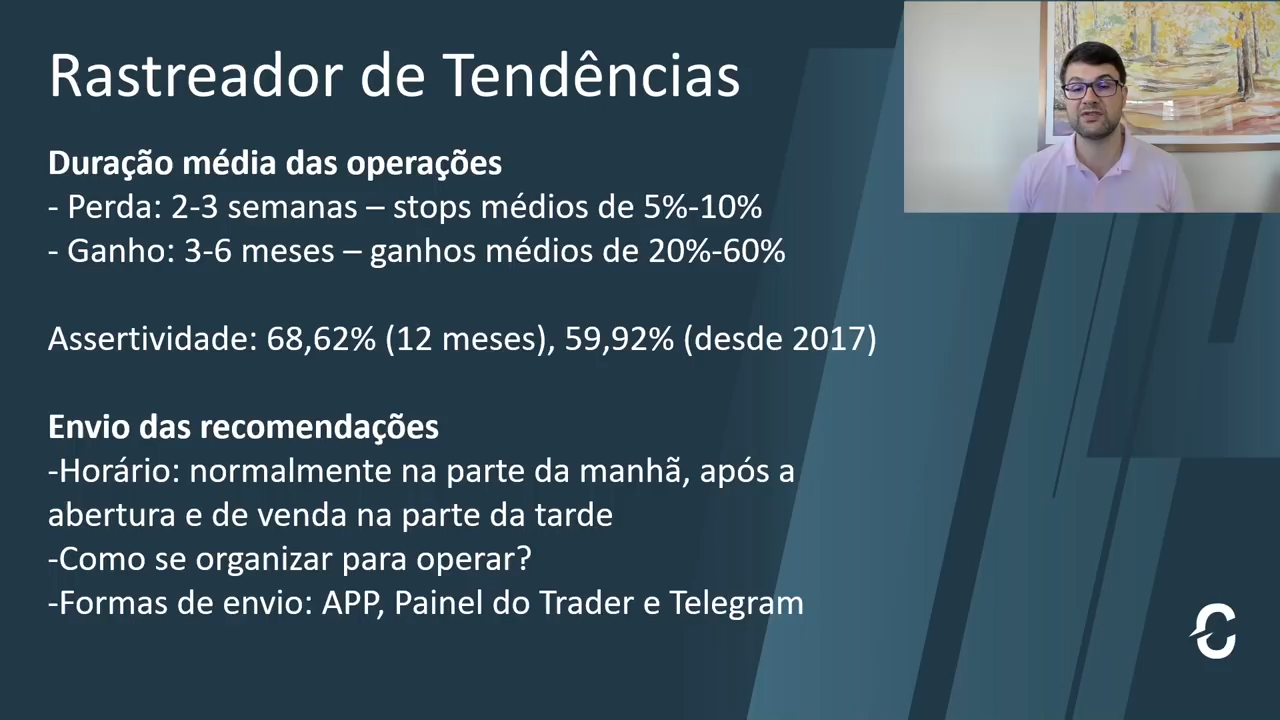 Rastreador de Tendências
Duração média das operações
- Perda: 2-3 semanas – stops médios de 5%-10%
- Ganho: 3-6 meses – ganhos médios de 20%-60%
Assertividade: 68,62% (12 meses), 59,92% (desde 2017)
Envio das recomendações
-Horário: normalmente na parte da manhã, após a
abertura e de venda na parte da tarde
-Como se organizar para operar?
-Formas de envio: APP, Painel do Trader e Telegram